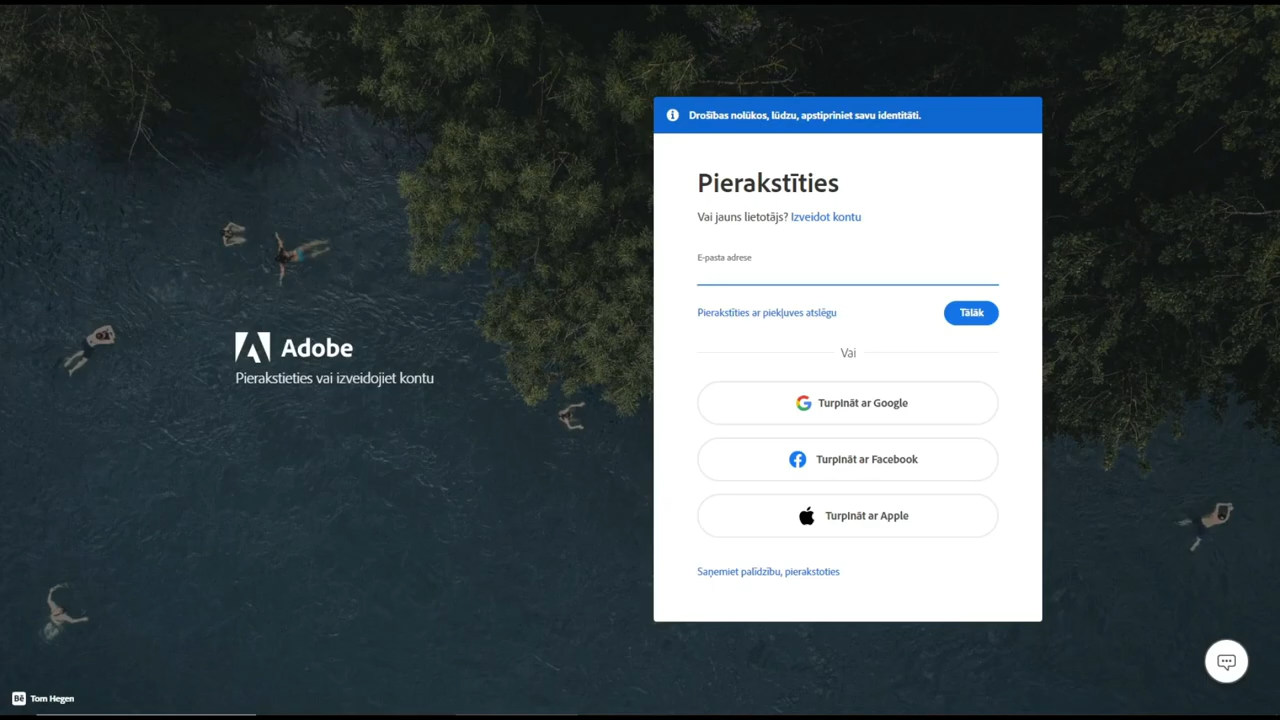 Drošības nolūkos, lūdzu, apstipriniet savu identitāti.
Pierakstīties
Vai jauns lietotājs? Izveidot kontu
E-pasta adrese
Pierakstīties ar piekļuves atslēgu
Tālāk
Vai
Turpināt ar Google
Turpināt ar Facebook
Turpināt ar Apple
Saņemiet palīdzību, pierakstoties
Adobe
Pierakstieties vai izveidojiet kontu
Bē Tom Hegen